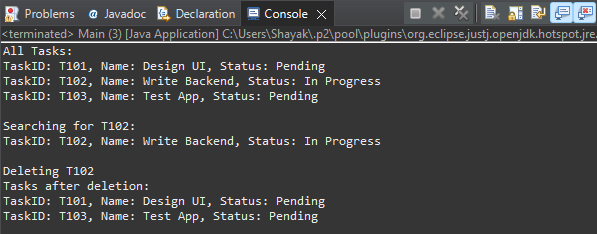 Problems Javadoc Declaration Console
<terminated> Main (3) [Java Application] C:\Users\Shayak\.p2\pool\plugins\org.eclipse.justj.openjdk.hotspot.jre.
All Tasks:
TaskID: T101, Name: Design UI, Status: Pending
TaskID: T102, Name: Write Backend, Status: In Progress
TaskID: T103, Name: Test App, Status: Pending
Searching for T102:
TaskID: T102, Name: Write Backend, Status: In Progress
Deleting T102
Tasks after deletion:
TaskID: T101, Name: Design UI, Status: Pending
TaskID: T103, Name: Test App, Status: Pending